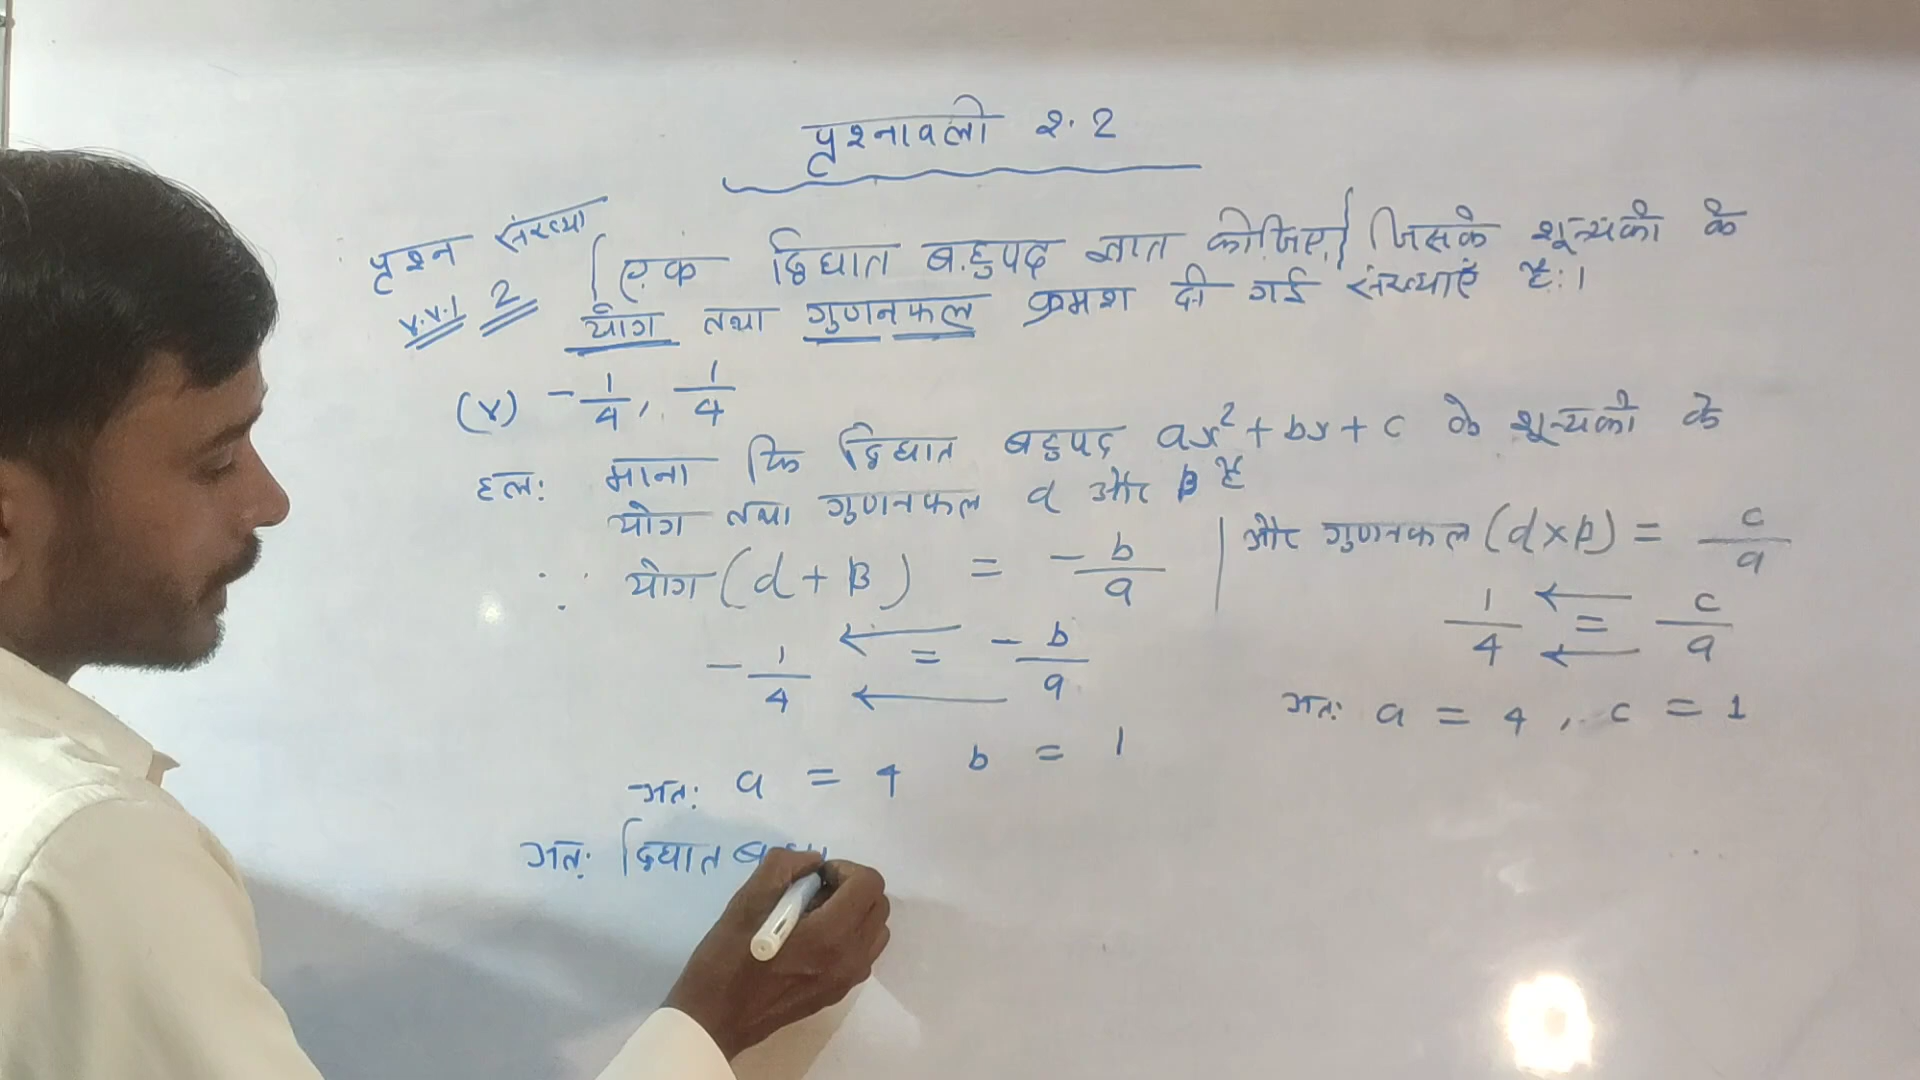 प्रश्नावली २.2
प्रश्न संख्या
v.v.1 2
[एक द्विघात बहुपद ज्ञात कीजिए] जिसके शून्यकों के
योग तथा गुणनफल क्रमश दी गई संख्याएँ हैः।
(v) -1/4, 1/4
हलः माना कि द्विघात बहुपद ax²+bx+c के शून्यकों के
योग तथा गुणनफल α और β है
∴ योग (α+β) = -b/a
-1/4 = -b/a
अतः a = 4 b = 1
और गुणनफल (α×β) = c/a
1/4 = c/a
अतः a = 4, c = 1
अतः द्विघात